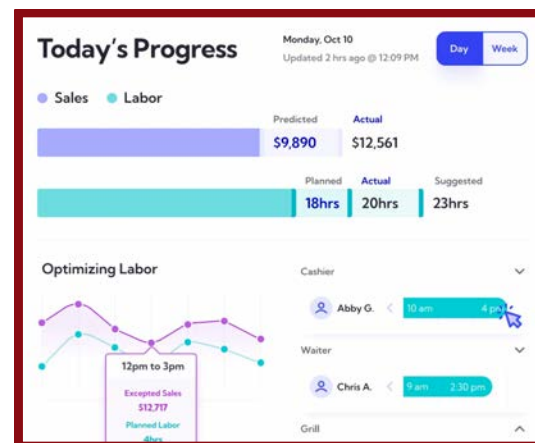 Today's Progress
Monday, Oct 10
Updated 2 hrs ago @ 12:09 PM
Day Week
Sales Labor
Predicted Actual
$9,890 $12,561
Planned Actual Suggested
18hrs 20hrs 23hrs
Optimizing Labor
12pm to 3pm
Excepted Sales
$12,717
Planned Labor
4hrs
Cashier
Abby G. 10 am 4 pm
Waiter
Chris A. 9 am 2:30 pm
Grill